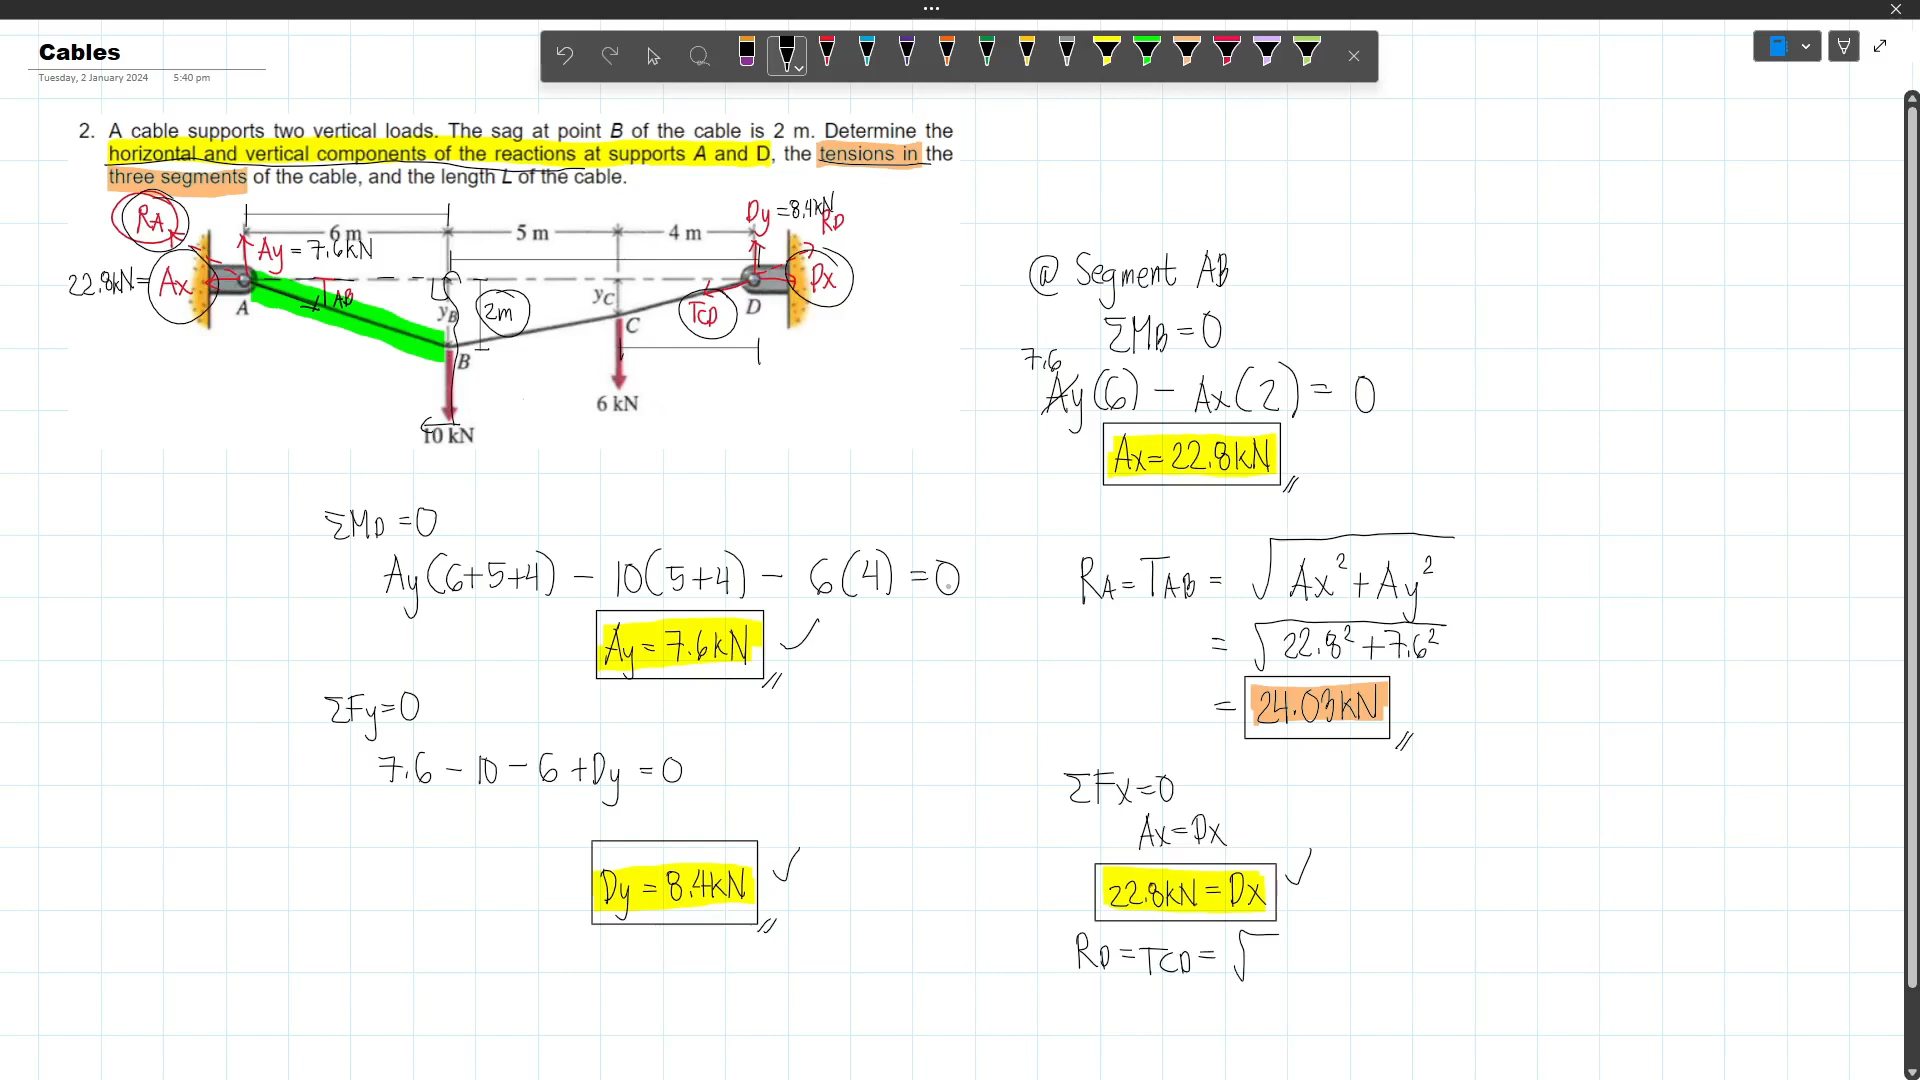 Cables
Tuesday, 2 January 2024 5:40 pm
2. A cable supports two vertical loads. The sag at point B of the cable is 2 m. Determine the
horizontal and vertical components of the reactions at supports A and D, the tensions in the
three segments of the cable, and the length L of the cable.
RA
6 m
5 m
4 m
Dy = 8.4kN
RD
Ay = 7.6kN
22.8kN = Ax
Dx
A
TAB
yB
2m
yC
TCD
D
C
B
6 kN
10 kN
ΣMD = 0
Ay(6+5+4) − 10(5+4) − 6(4) = 0
Ay = 7.6kN
ΣFy = 0
7.6 − 10 − 6 + Dy = 0
Dy = 8.4kN
@ Segment AB
ΣMB = 0
7.6
Ay(6) − Ax(2) = 0
Ax = 22.8kN
RA = TAB = √Ax² + Ay²
= √22.8² + 7.6²
= 24.03kN
ΣFx = 0
Ax = Dx
22.8kN = Dx
RD = TCD = √